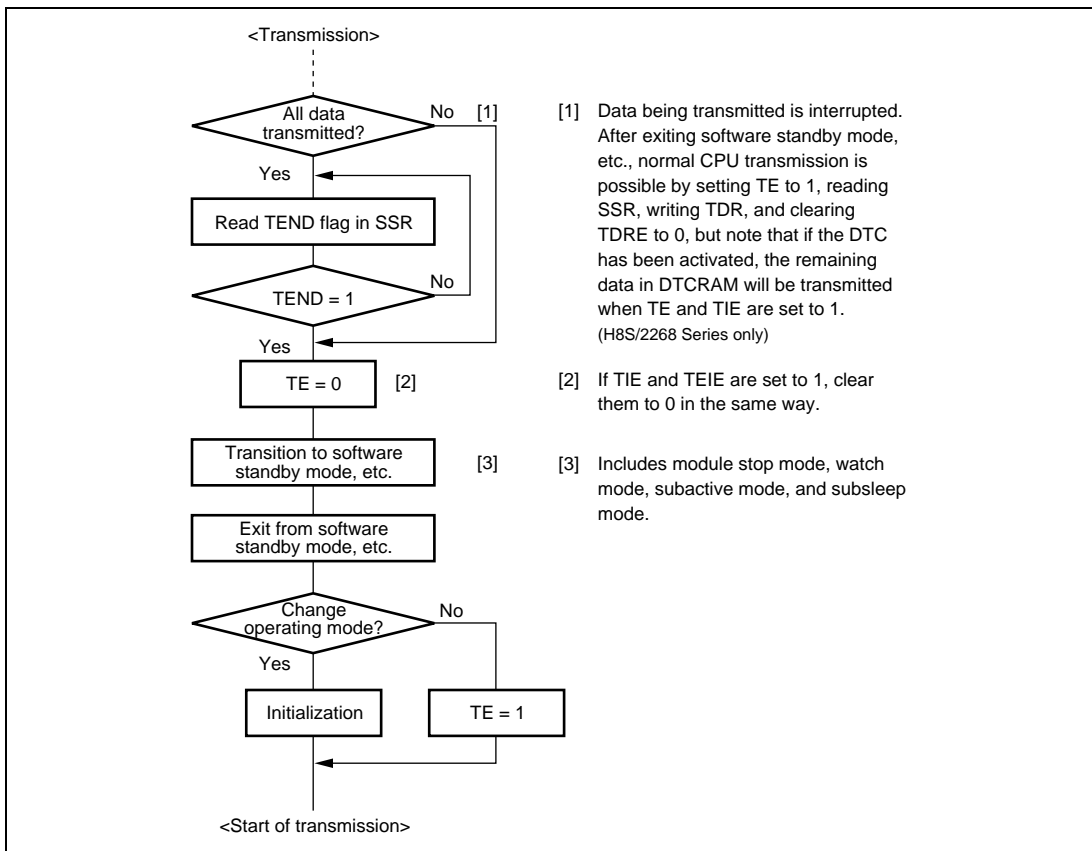 <Transmission>
All data
transmitted?
No
[1]
Yes
Read TEND flag in SSR
TEND = 1
No
Yes
TE = 0
[2]
Transition to software
standby mode, etc.
[3]
Exit from software
standby mode, etc.
Change
operating mode?
No
Yes
Initialization
TE = 1
<Start of transmission>
[1] Data being transmitted is interrupted.
After exiting software standby mode,
etc., normal CPU transmission is
possible by setting TE to 1, reading
SSR, writing TDR, and clearing
TDRE to 0, but note that if the DTC
has been activated, the remaining
data in DTCRAM will be transmitted
when TE and TIE are set to 1.
(H8S/2268 Series only)
[2] If TIE and TEIE are set to 1, clear
them to 0 in the same way.
[3] Includes module stop mode, watch
mode, subactive mode, and subsleep
mode.